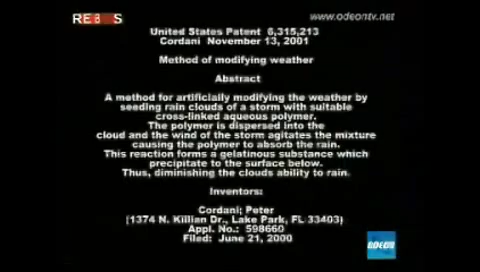 REBUS
www.odeontv.net
United States Patent 6,315,213
Cordani November 13, 2001
Method of modifying weather
Abstract
A method for artificially modifying the weather by
seeding rain clouds of a storm with suitable
cross-linked aqueous polymer.
The polymer is dispersed into the
cloud and the wind of the storm agitates the mixture
causing the polymer to absorb the rain.
This reaction forms a gelatinous substance which
precipitate to the surface below.
Thus, diminishing the clouds ability to rain.
Inventors:
Cordani; Peter
(1374 N. Killian Dr., Lake Park, FL 33403)
Appl. No.: 598660
Filed: June 21, 2000
ODEON